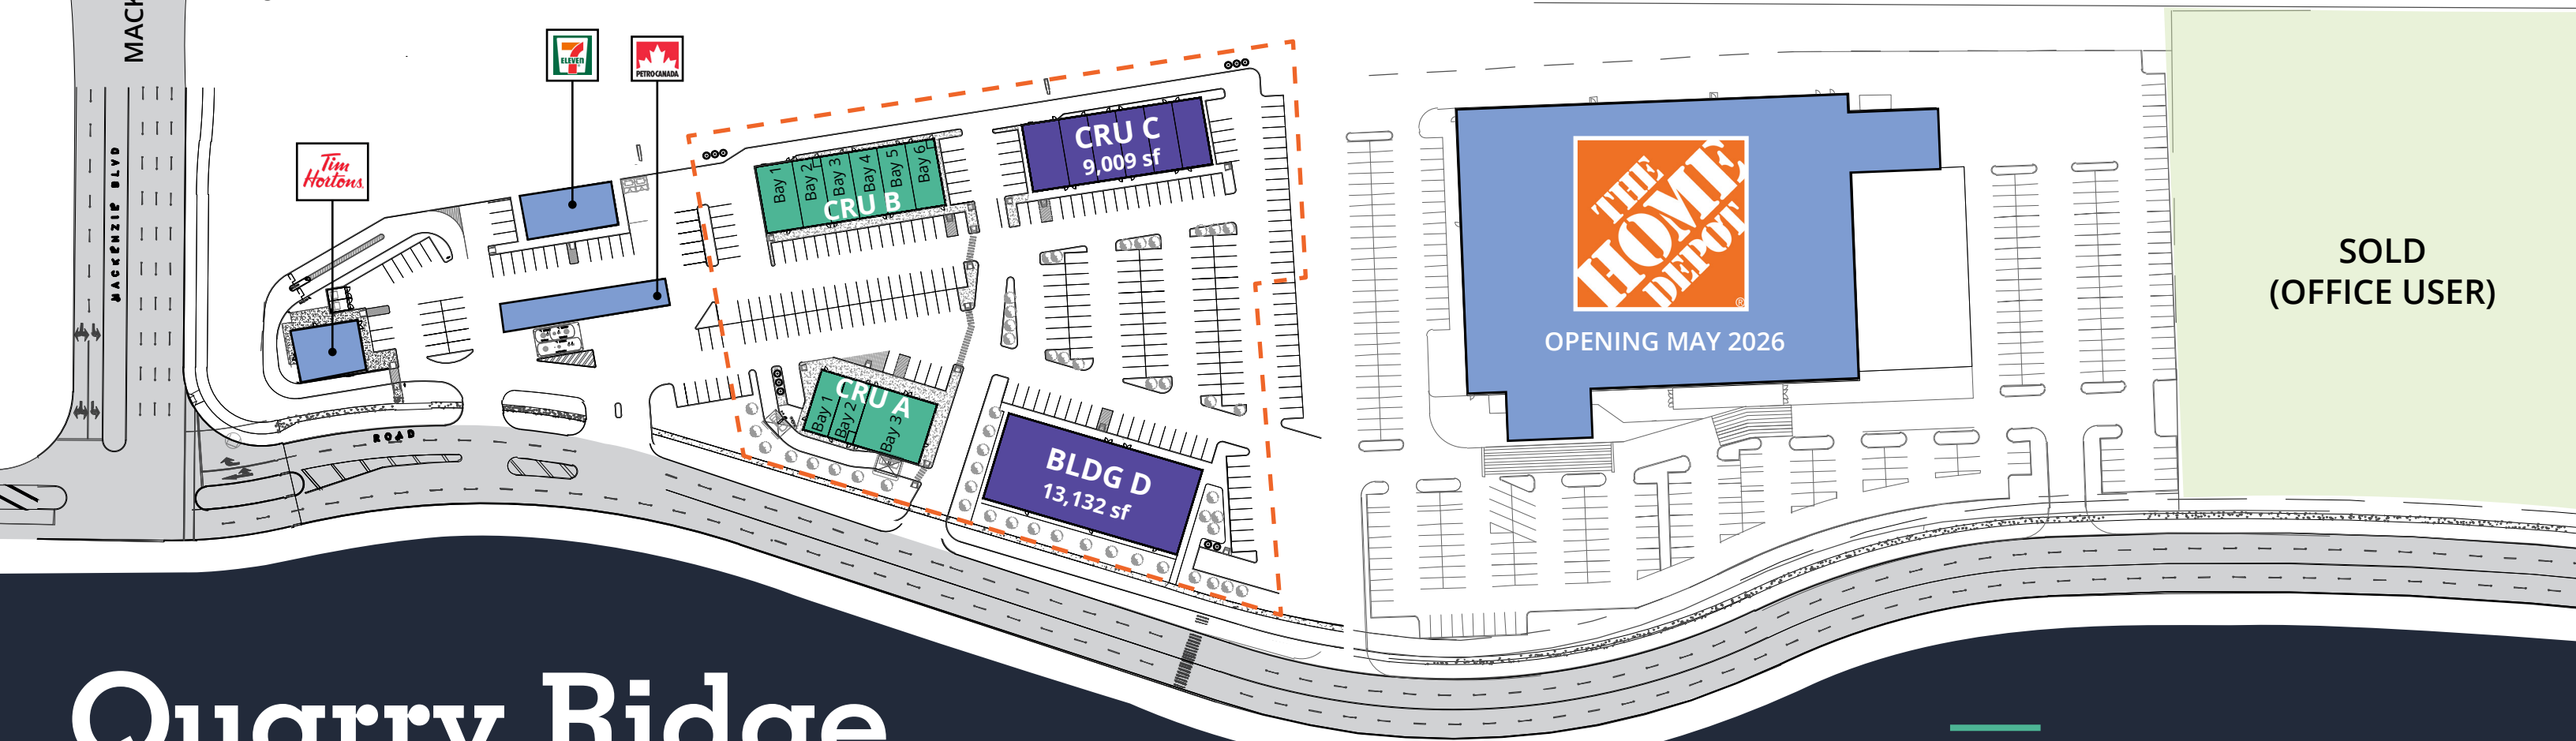 MACK
MACKENZIE BLVD
Tim
Hortons
7
ELEVEN
PETRO-CANADA
Bay 1
Bay 2
Bay 3
Bay 4
Bay 5
Bay 6
CRU B
CRU C
9,009 sf
CRU A
Bay 1
Bay 2
Bay 3
BLDG D
13,132 sf
ROAD
THE
HOME
DEPOT
®
OPENING MAY 2026
SOLD
(OFFICE USER)
Quarry Ridge